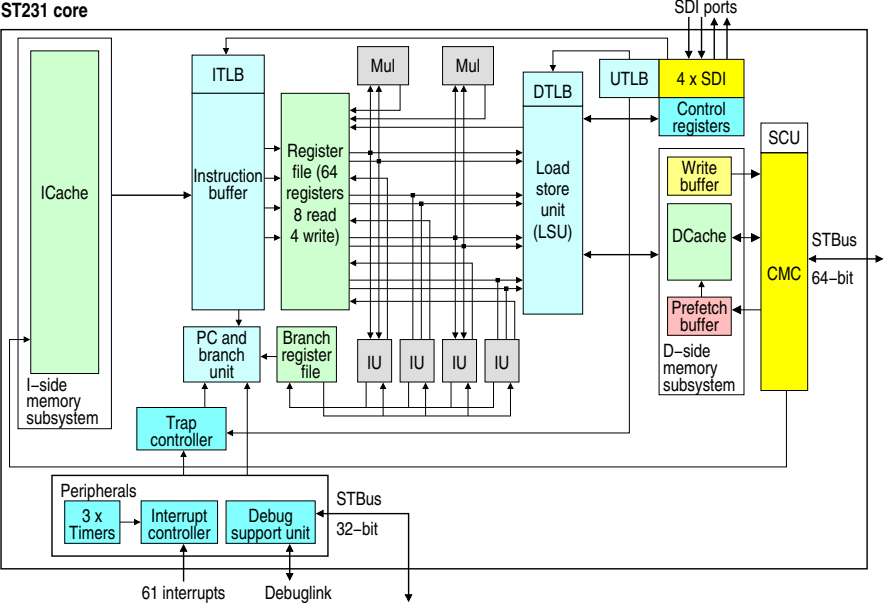 ST231 core
SDI ports
ITLB
Mul
Mul
DTLB
UTLB
4 x SDI
Control
registers
SCU
ICache
Instruction
buffer
Register
file (64
registers
8 read
4 write)
Load
store
unit
(LSU)
Write
buffer
DCache
Prefetch
buffer
D–side
memory
subsystem
CMC
STBus
64–bit
PC and
branch
unit
Branch
register
file
IU
IU
IU
IU
I–side
memory
subsystem
Trap
controller
Peripherals
3 x
Timers
Interrupt
controller
Debug
support unit
STBus
32–bit
61 interrupts
Debuglink